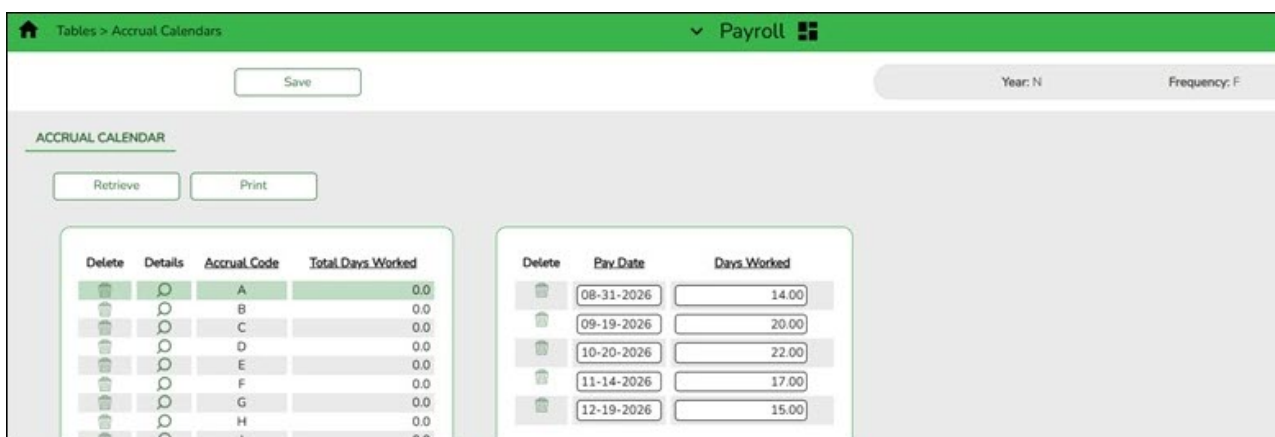 Tables > Accrual Calendars
Payroll
Save
Year: N
Frequency: F
ACCRUAL CALENDAR
Retrieve
Print
Delete Details Accrual Code Total Days Worked
A 0.0
B 0.0
C 0.0
D 0.0
E 0.0
F 0.0
G 0.0
H 0.0
Delete Pay Date Days Worked
08-31-2026 14.00
09-19-2026 20.00
10-20-2026 22.00
11-14-2026 17.00
12-19-2026 15.00